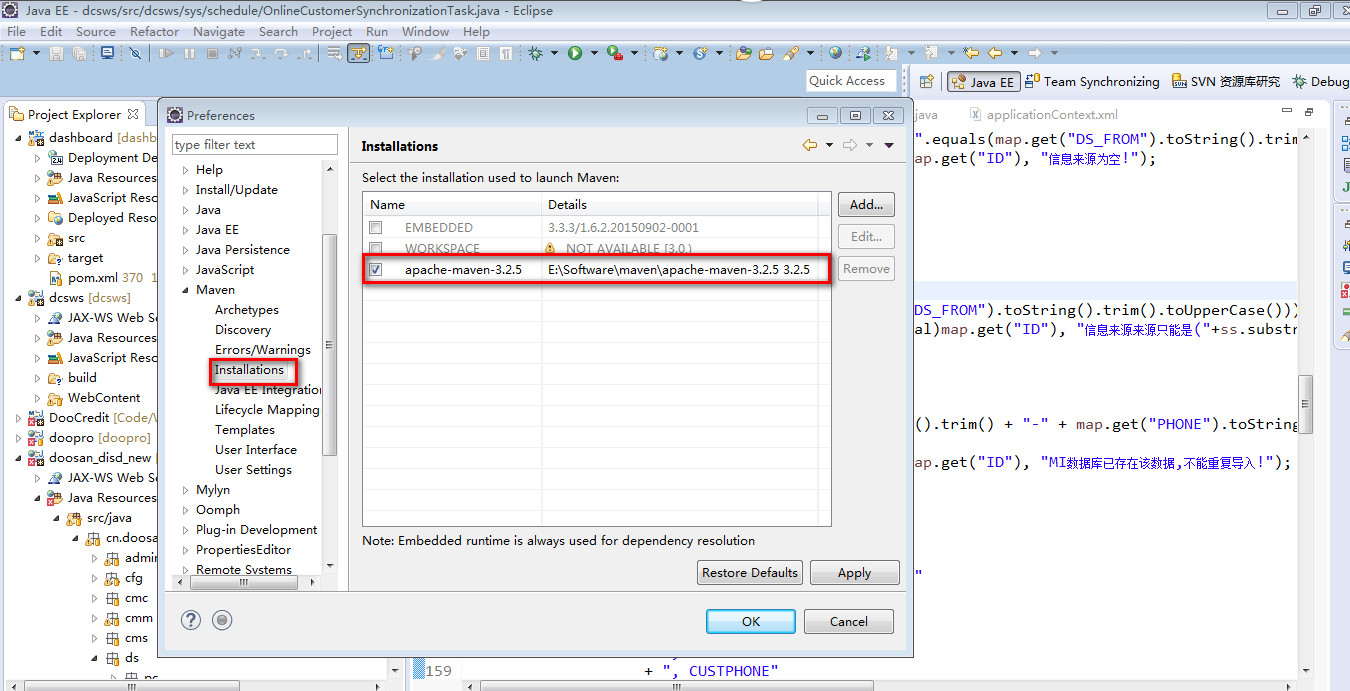 Java EE - dcsws/src/dcsws/sys/schedule/OnlineCustomerSynchronizationTask.java - Eclipse
File Edit Source Refactor Navigate Search Project Run Window Help
Quick Access
Java EE
Team Synchronizing
SVN 资源库研究
Debug
Project Explorer
dashboard [dashb
Deployment De
Java Resources
JavaScript Resc
Deployed Reso
src
target
pom.xml 370 1
dcsws [dcsws]
JAX-WS Web Se
Java Resources
JavaScript Reso
build
WebContent
DooCredit [Code/W
doopro [doopro]
doosan_disd_new
JAX-WS Web Se
Java Resources
src/java
cn.doosa
admin
cfg
cmc
cmm
cms
ds
Preferences
type filter text
Help
Install/Update
Java
Java EE
Java Persistence
JavaScript
Maven
Archetypes
Discovery
Errors/Warnings
Installations
Java EE Integration
Lifecycle Mapping
Templates
User Interface
User Settings
Mylyn
Oomph
Plug-in Development
PropertiesEditor
Remote Systems
Installations
Select the installation used to launch Maven:
Name Details
EMBEDDED 3.3.3/1.6.2.20150902-0001
WORKSPACE NOT AVAILABLE [3.0,)
apache-maven-3.2.5 E:\Software\maven\apache-maven-3.2.5 3.2.5
Add...
Edit...
Remove
Note: Embedded runtime is always used for dependency resolution
Restore Defaults
Apply
OK
Cancel
java
applicationContext.xml
".equals(map.get("DS_FROM").toString().trim
ap.get("ID"), "信息来源为空!");
DS_FROM").toString().trim().toUpperCase()))
al)map.get("ID"), "信息来源来源只能是("+ss.substr
().trim() + "-" + map.get("PHONE").toString
ap.get("ID"), "MI数据库已存在该数据,不能重复导入!");
"
159 + ", CUSTPHONE"